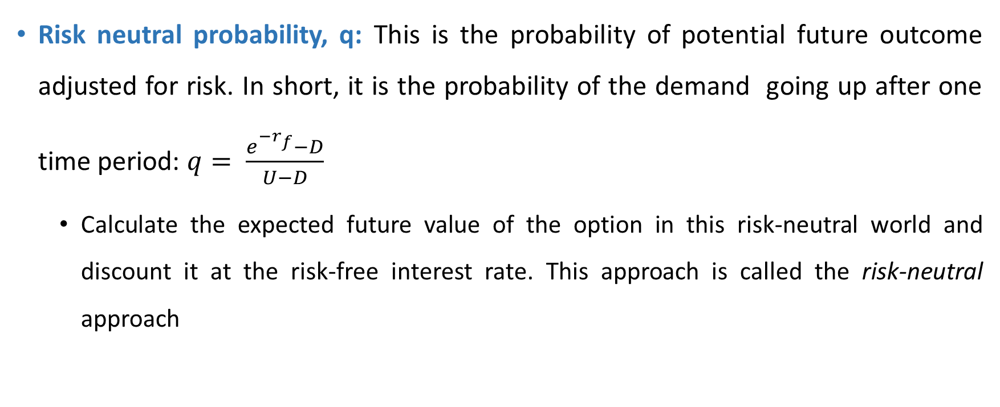 • Risk neutral probability, q: This is the probability of potential future outcome
adjusted for risk. In short, it is the probability of the demand going up after one
time period: $q = \frac{e^{-r_f}-D}{U-D}$
• Calculate the expected future value of the option in this risk-neutral world and
discount it at the risk-free interest rate. This approach is called the risk-neutral
approach